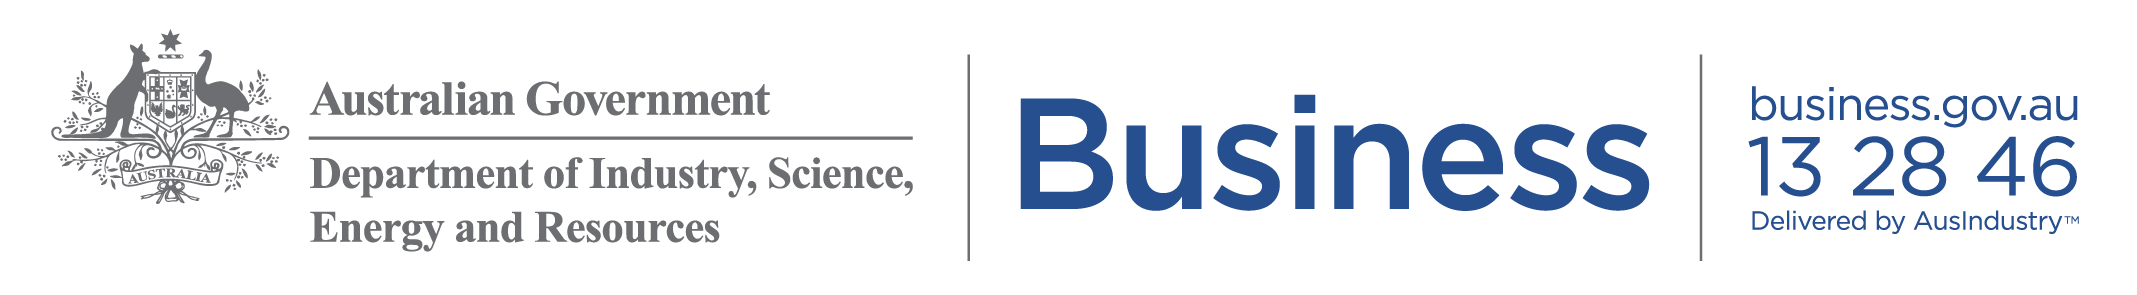 AUSTRALIA
Australian Government
Department of Industry, Science,
Energy and Resources
Business
business.gov.au
13 28 46
Delivered by AusIndustry™